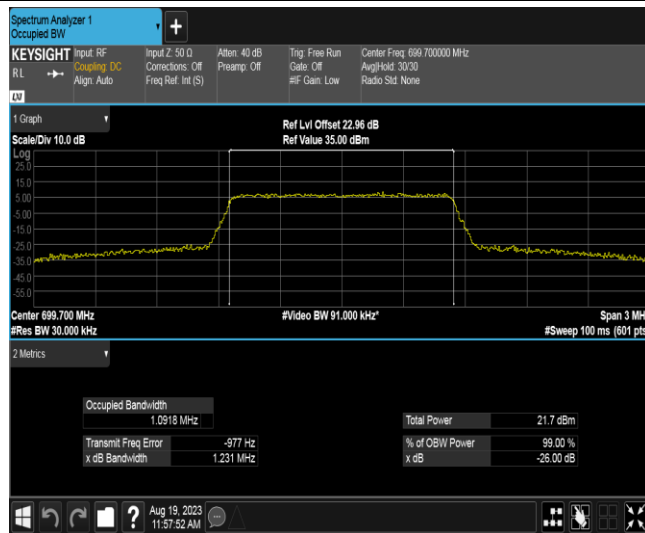 Spectrum Analyzer 1
Occupied BW
+
KEYSIGHT
RL
LXI
Input: RF
Coupling: DC
Align: Auto
Input Z: 50 Ω
Corrections: Off
Freq Ref: Int (S)
Atten: 40 dB
Preamp: Off
Trig: Free Run
Gate: Off
#IF Gain: Low
Center Freq: 699.700000 MHz
Avg|Hold: 30/30
Radio Std: None
1 Graph
Scale/Div 10.0 dB
Ref Lvl Offset 22.96 dB
Ref Value 35.00 dBm
Log
25.0
15.0
5.00
-5.00
-15.0
-25.0
-35.0
-45.0
-55.0
Center 699.700 MHz
#Res BW 30.000 kHz
#Video BW 91.000 kHz*
Span 3 MH
#Sweep 100 ms (601 pts
2 Metrics
Occupied Bandwidth
1.0918 MHz
Transmit Freq Error -977 Hz
x dB Bandwidth 1.231 MHz
Total Power 21.7 dBm
% of OBW Power 99.00 %
x dB -26.00 dB
?
Aug 19, 2023
11:57:52 AM